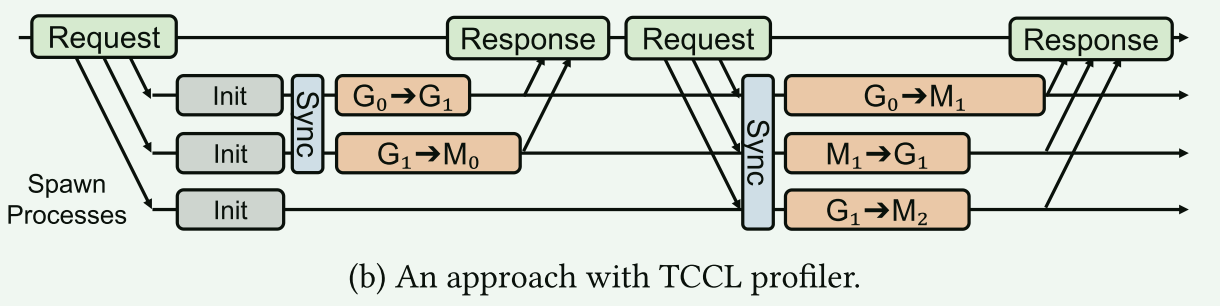 Request
Response
Request
Response
Init
Sync
G₀➔G₁
Sync
G₀➔M₁
Init
G₁➔M₀
M₁➔G₁
Spawn
Processes
Init
G₁➔M₂
(b) An approach with TCCL profiler.